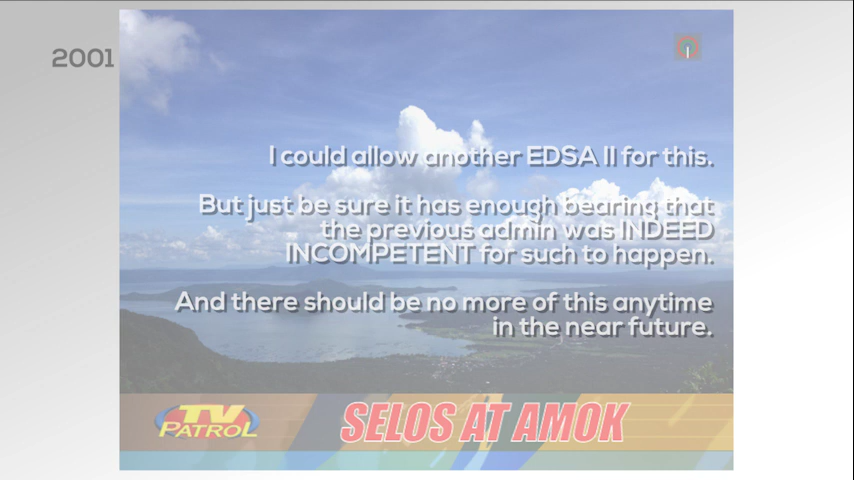 2001
I could allow another EDSA II for this.
But just be sure it has enough bearing that
the previous admin was INDEED
INCOMPETENT for such to happen.
And there should be no more of this anytime
in the near future.
TV
PATROL
SELOS AT AMOK